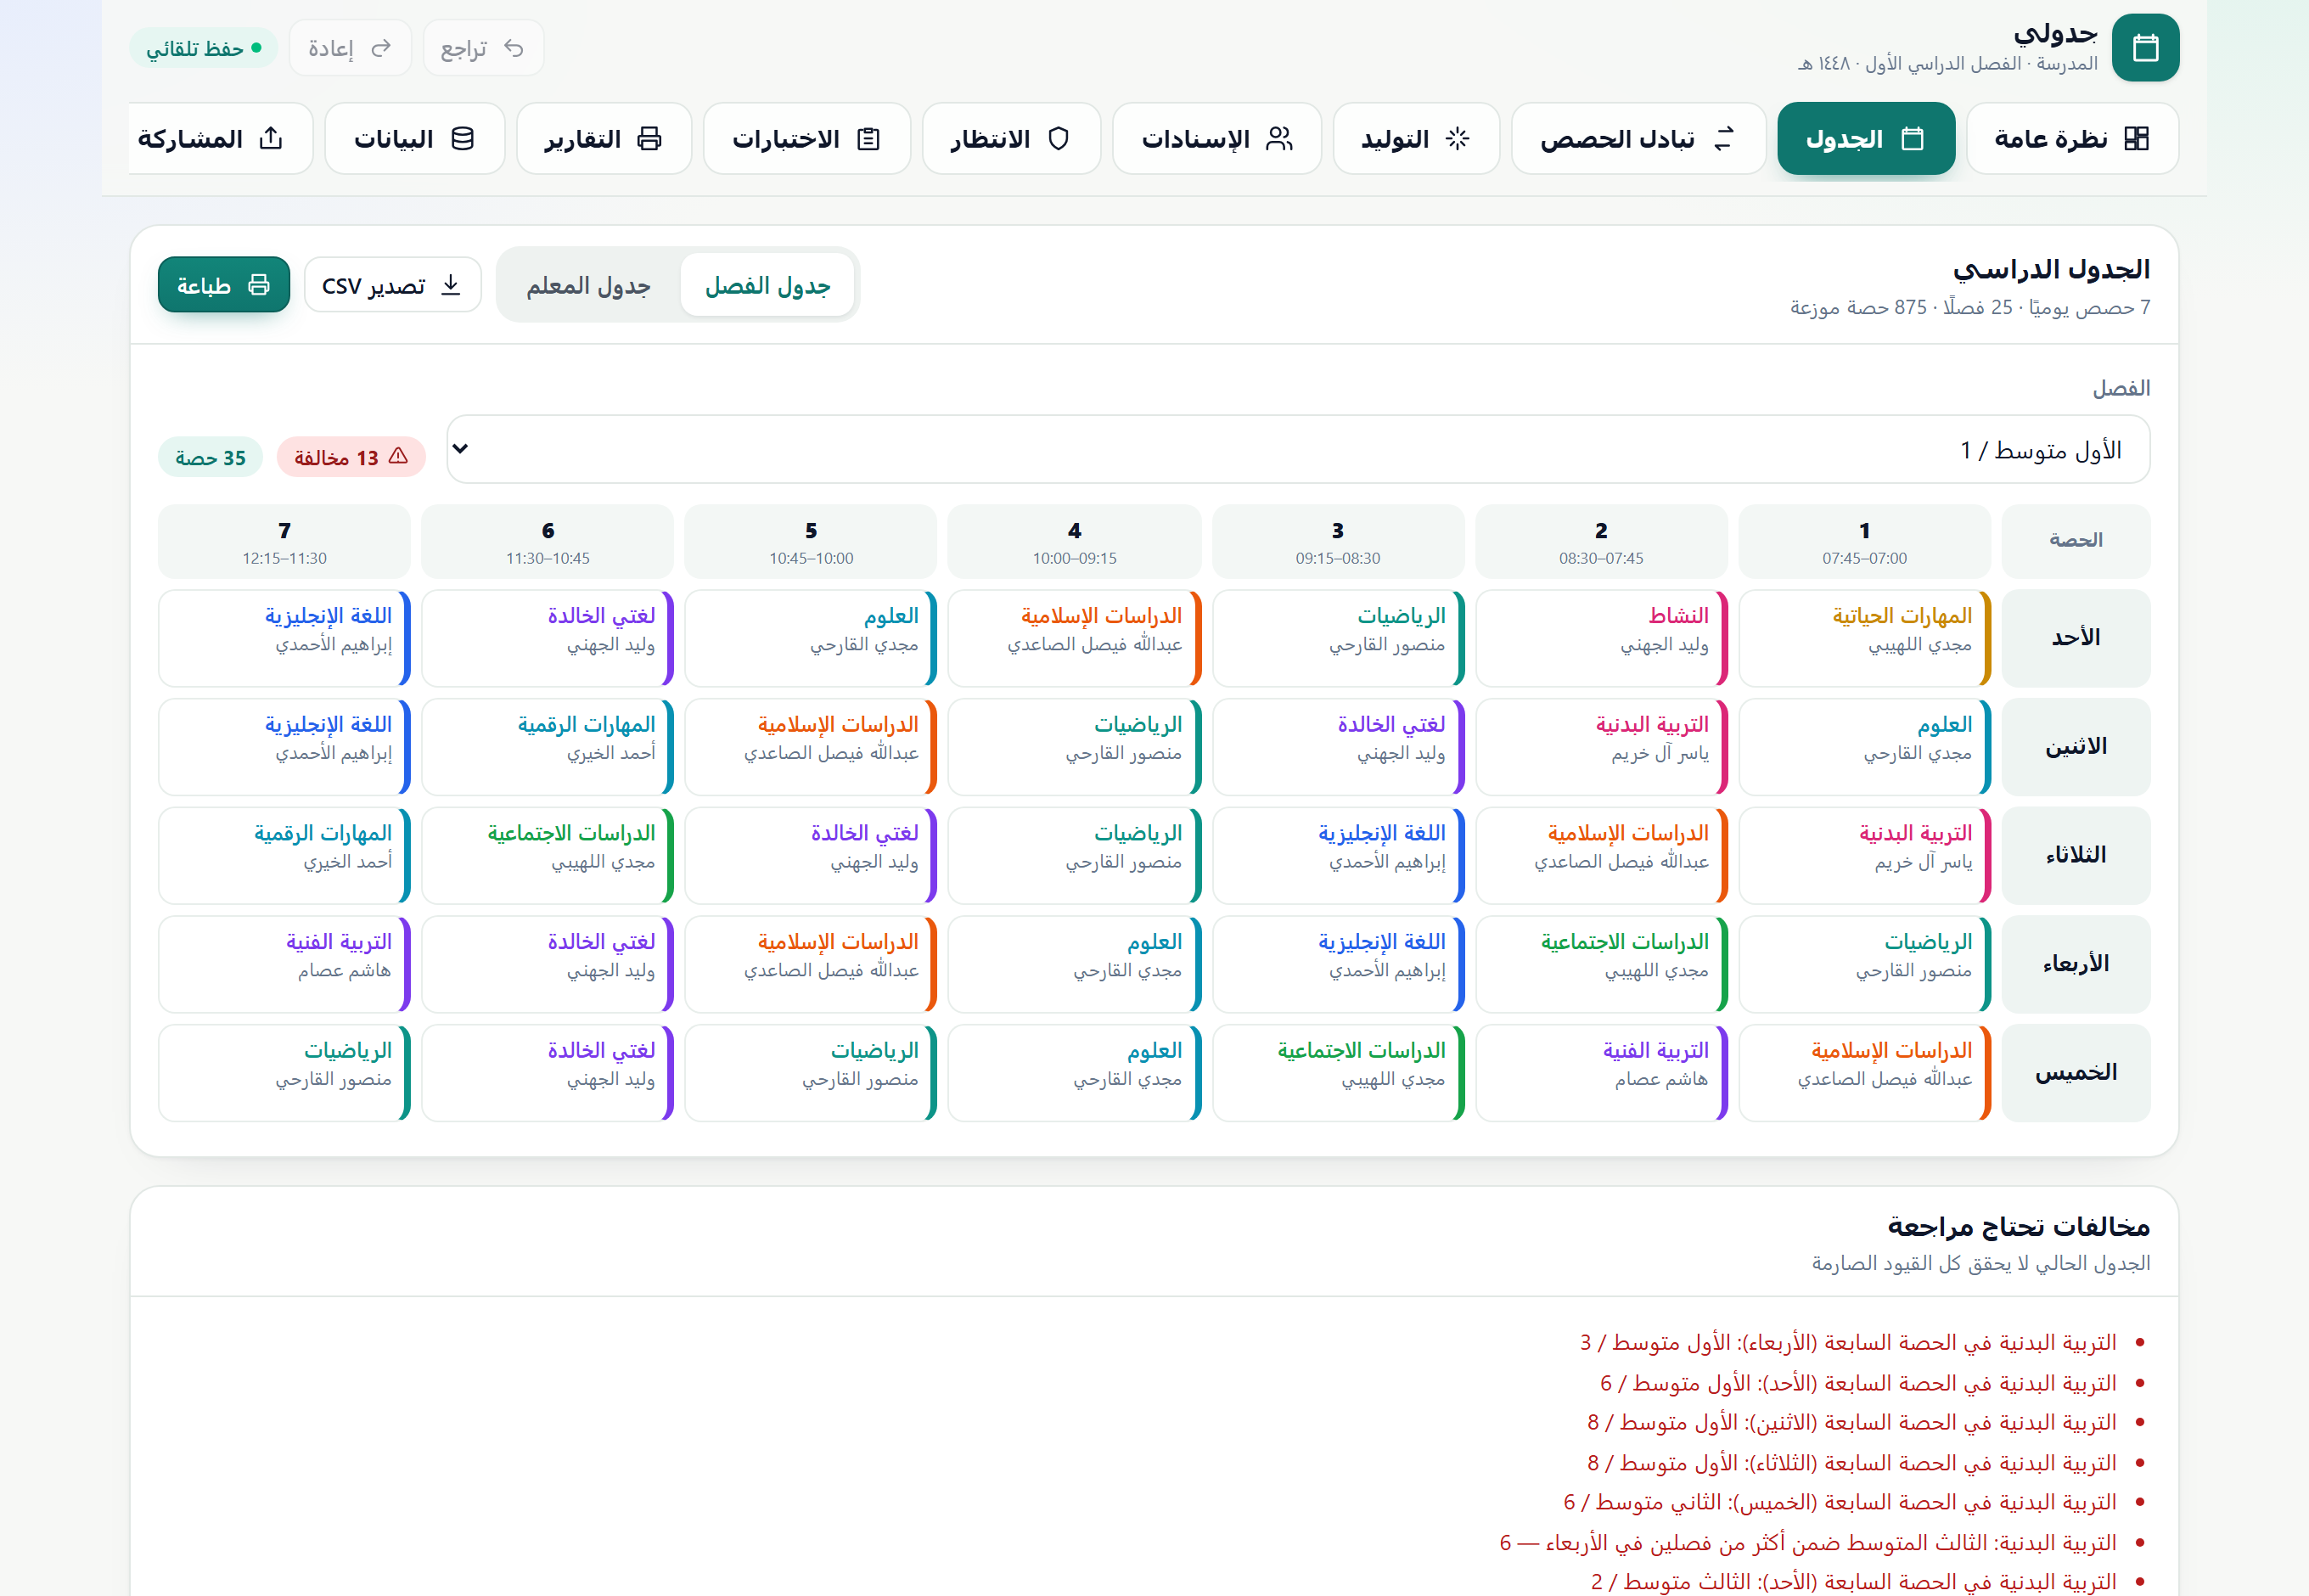 جدولي
المدرسة · الفصل الدراسي الأول · ١٤٤٨ هـ
تراجع
إعادة
حفظ تلقائي
نظرة عامة
الجدول
تبادل الحصص
التوليد
الإسنادات
الانتظار
الاختبارات
التقارير
البيانات
المشاركة
الجدول الدراسي
7 حصص يوميًا · 25 فصلًا · 875 حصة موزعة
جدول الفصل
جدول المعلم
تصدير CSV
طباعة
الفصل
الأول متوسط / 1
13 مخالفة
35 حصة
الحصة 1 2 3 4 5 6 7
07:00–07:45 07:45–08:30 08:30–09:15 09:15–10:00 10:00–10:45 10:45–11:30 11:30–12:15
الأحد
المهارات الحياتية النشاط الرياضيات الدراسات الإسلامية العلوم لغتي الخالدة اللغة الإنجليزية
مجدي اللهيبي وليد الجهني منصور القارحي عبدالله فيصل الصاعدي مجدي القارحي وليد الجهني إبراهيم الأحمدي
الاثنين
العلوم التربية البدنية لغتي الخالدة الرياضيات الدراسات الإسلامية المهارات الرقمية اللغة الإنجليزية
مجدي القارحي ياسر آل خريم وليد الجهني منصور القارحي عبدالله فيصل الصاعدي أحمد الخيري إبراهيم الأحمدي
الثلاثاء
التربية البدنية الدراسات الإسلامية اللغة الإنجليزية الرياضيات لغتي الخالدة الدراسات الاجتماعية المهارات الرقمية
ياسر آل خريم عبدالله فيصل الصاعدي إبراهيم الأحمدي منصور القارحي وليد الجهني مجدي اللهيبي أحمد الخيري
الأربعاء
الرياضيات الدراسات الاجتماعية اللغة الإنجليزية العلوم الدراسات الإسلامية لغتي الخالدة التربية الفنية
منصور القارحي مجدي اللهيبي إبراهيم الأحمدي مجدي القارحي عبدالله فيصل الصاعدي وليد الجهني هاشم عصام
الخميس
الدراسات الإسلامية التربية الفنية الدراسات الاجتماعية العلوم الرياضيات لغتي الخالدة الرياضيات
عبدالله فيصل الصاعدي هاشم عصام مجدي اللهيبي مجدي القارحي منصور القارحي وليد الجهني منصور القارحي
مخالفات تحتاج مراجعة
الجدول الحالي لا يحقق كل القيود الصارمة
• التربية البدنية في الحصة السابعة (الأربعاء): الأول متوسط / 3
• التربية البدنية في الحصة السابعة (الأحد): الأول متوسط / 6
• التربية البدنية في الحصة السابعة (الاثنين): الأول متوسط / 8
• التربية البدنية في الحصة السابعة (الثلاثاء): الأول متوسط / 8
• التربية البدنية في الحصة السابعة (الخميس): الثاني متوسط / 6
• التربية البدنية: الثالث المتوسط ضمن أكثر من فصلين في الأربعاء — 6
• التربية البدنية في الحصة السابعة (الأحد): الثالث متوسط / 2